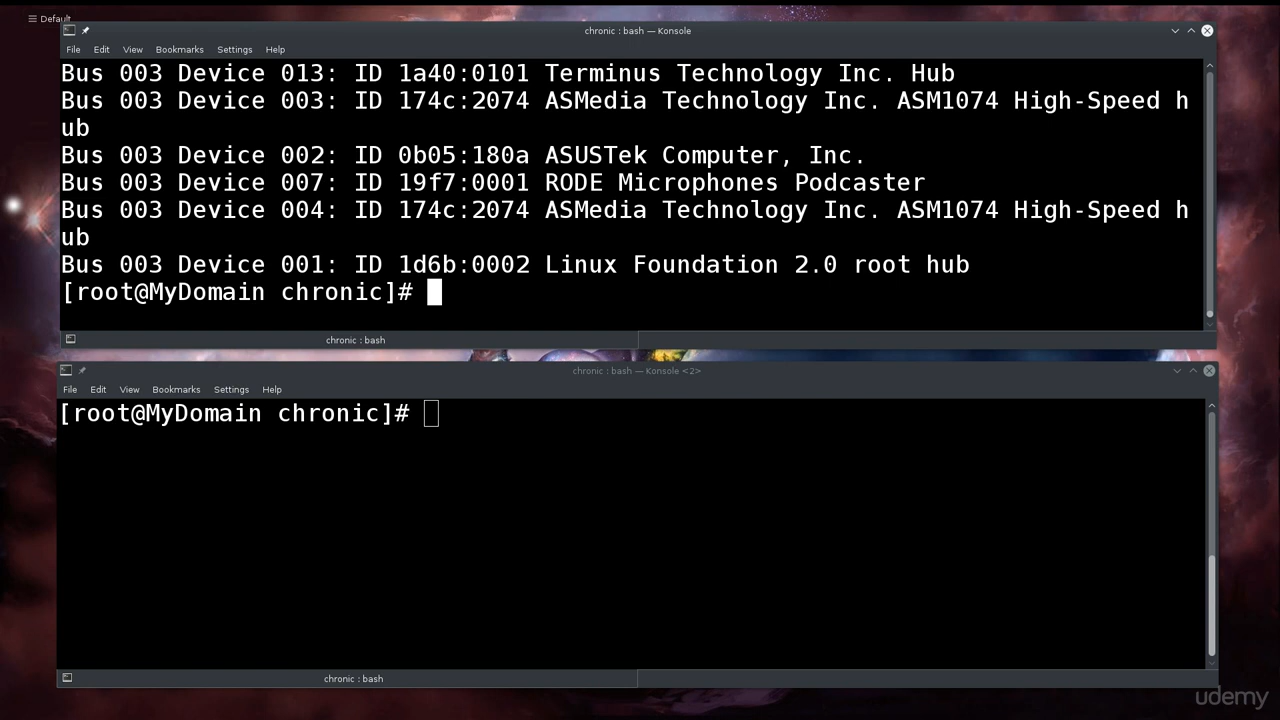 Default
chronic : bash — Konsole
File Edit View Bookmarks Settings Help
Bus 003 Device 013: ID 1a40:0101 Terminus Technology Inc. Hub
Bus 003 Device 003: ID 174c:2074 ASMedia Technology Inc. ASM1074 High-Speed h
ub
Bus 003 Device 002: ID 0b05:180a ASUSTek Computer, Inc.
Bus 003 Device 007: ID 19f7:0001 RODE Microphones Podcaster
Bus 003 Device 004: ID 174c:2074 ASMedia Technology Inc. ASM1074 High-Speed h
ub
Bus 003 Device 001: ID 1d6b:0002 Linux Foundation 2.0 root hub
[root@MyDomain chronic]#
chronic : bash
chronic : bash — Konsole <2>
File Edit View Bookmarks Settings Help
[root@MyDomain chronic]#
chronic : bash
udemy